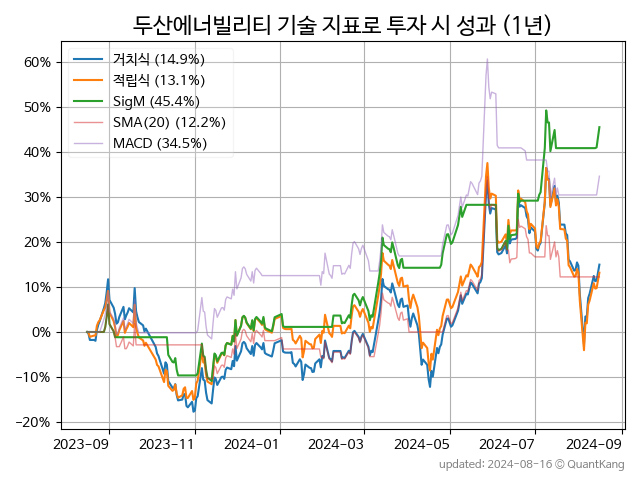 두산에너빌리티 기술 지표로 투자 시 성과 (1년)
거치식 (14.9%)
적립식 (13.1%)
SigM (45.4%)
SMA(20) (12.2%)
MACD (34.5%)
60%
50%
40%
30%
20%
10%
0%
−10%
−20%
2023-09 2023-11 2024-01 2024-03 2024-05 2024-07 2024-09
updated: 2024-08-16 © QuantKang